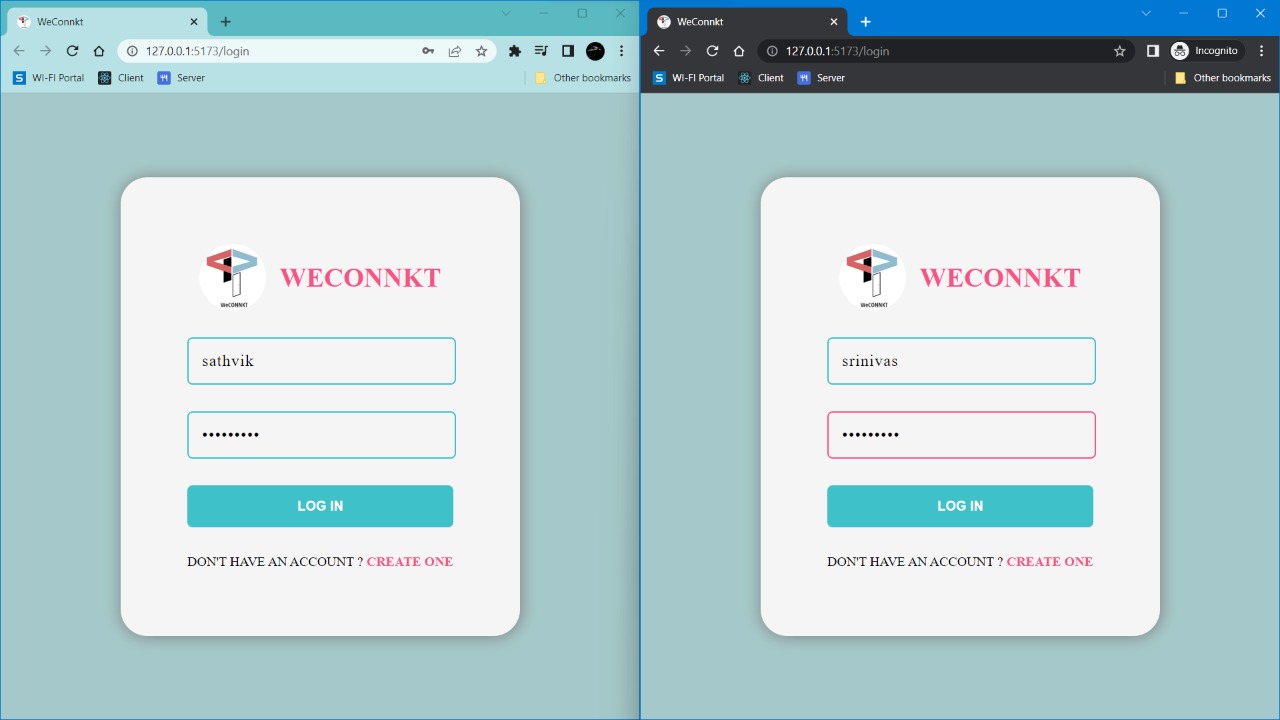 WeConnkt
127.0.0.1:5173/login
WI-FI Portal Client Server Other bookmarks
WeCONNKT
WECONNKT
sathvik
•••••••••
LOG IN
DON'T HAVE AN ACCOUNT ? CREATE ONE
WeConnkt
127.0.0.1:5173/login Incognito
WI-FI Portal Client Server Other bookmarks
WeCONNKT
WECONNKT
srinivas
•••••••••
LOG IN
DON'T HAVE AN ACCOUNT ? CREATE ONE